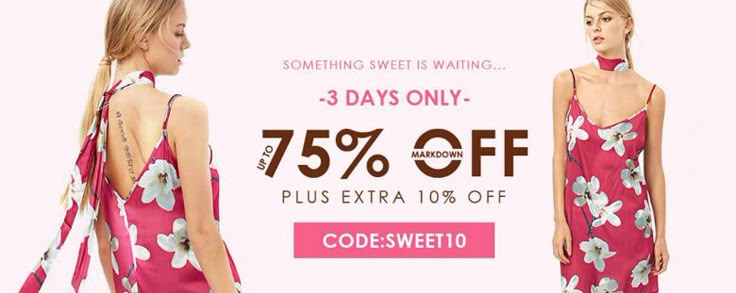 SOMETHING SWEET IS WAITING...
-3 DAYS ONLY-
UP TO 75% MARKDOWN OFF
PLUS EXTRA 10% OFF
CODE:SWEET10